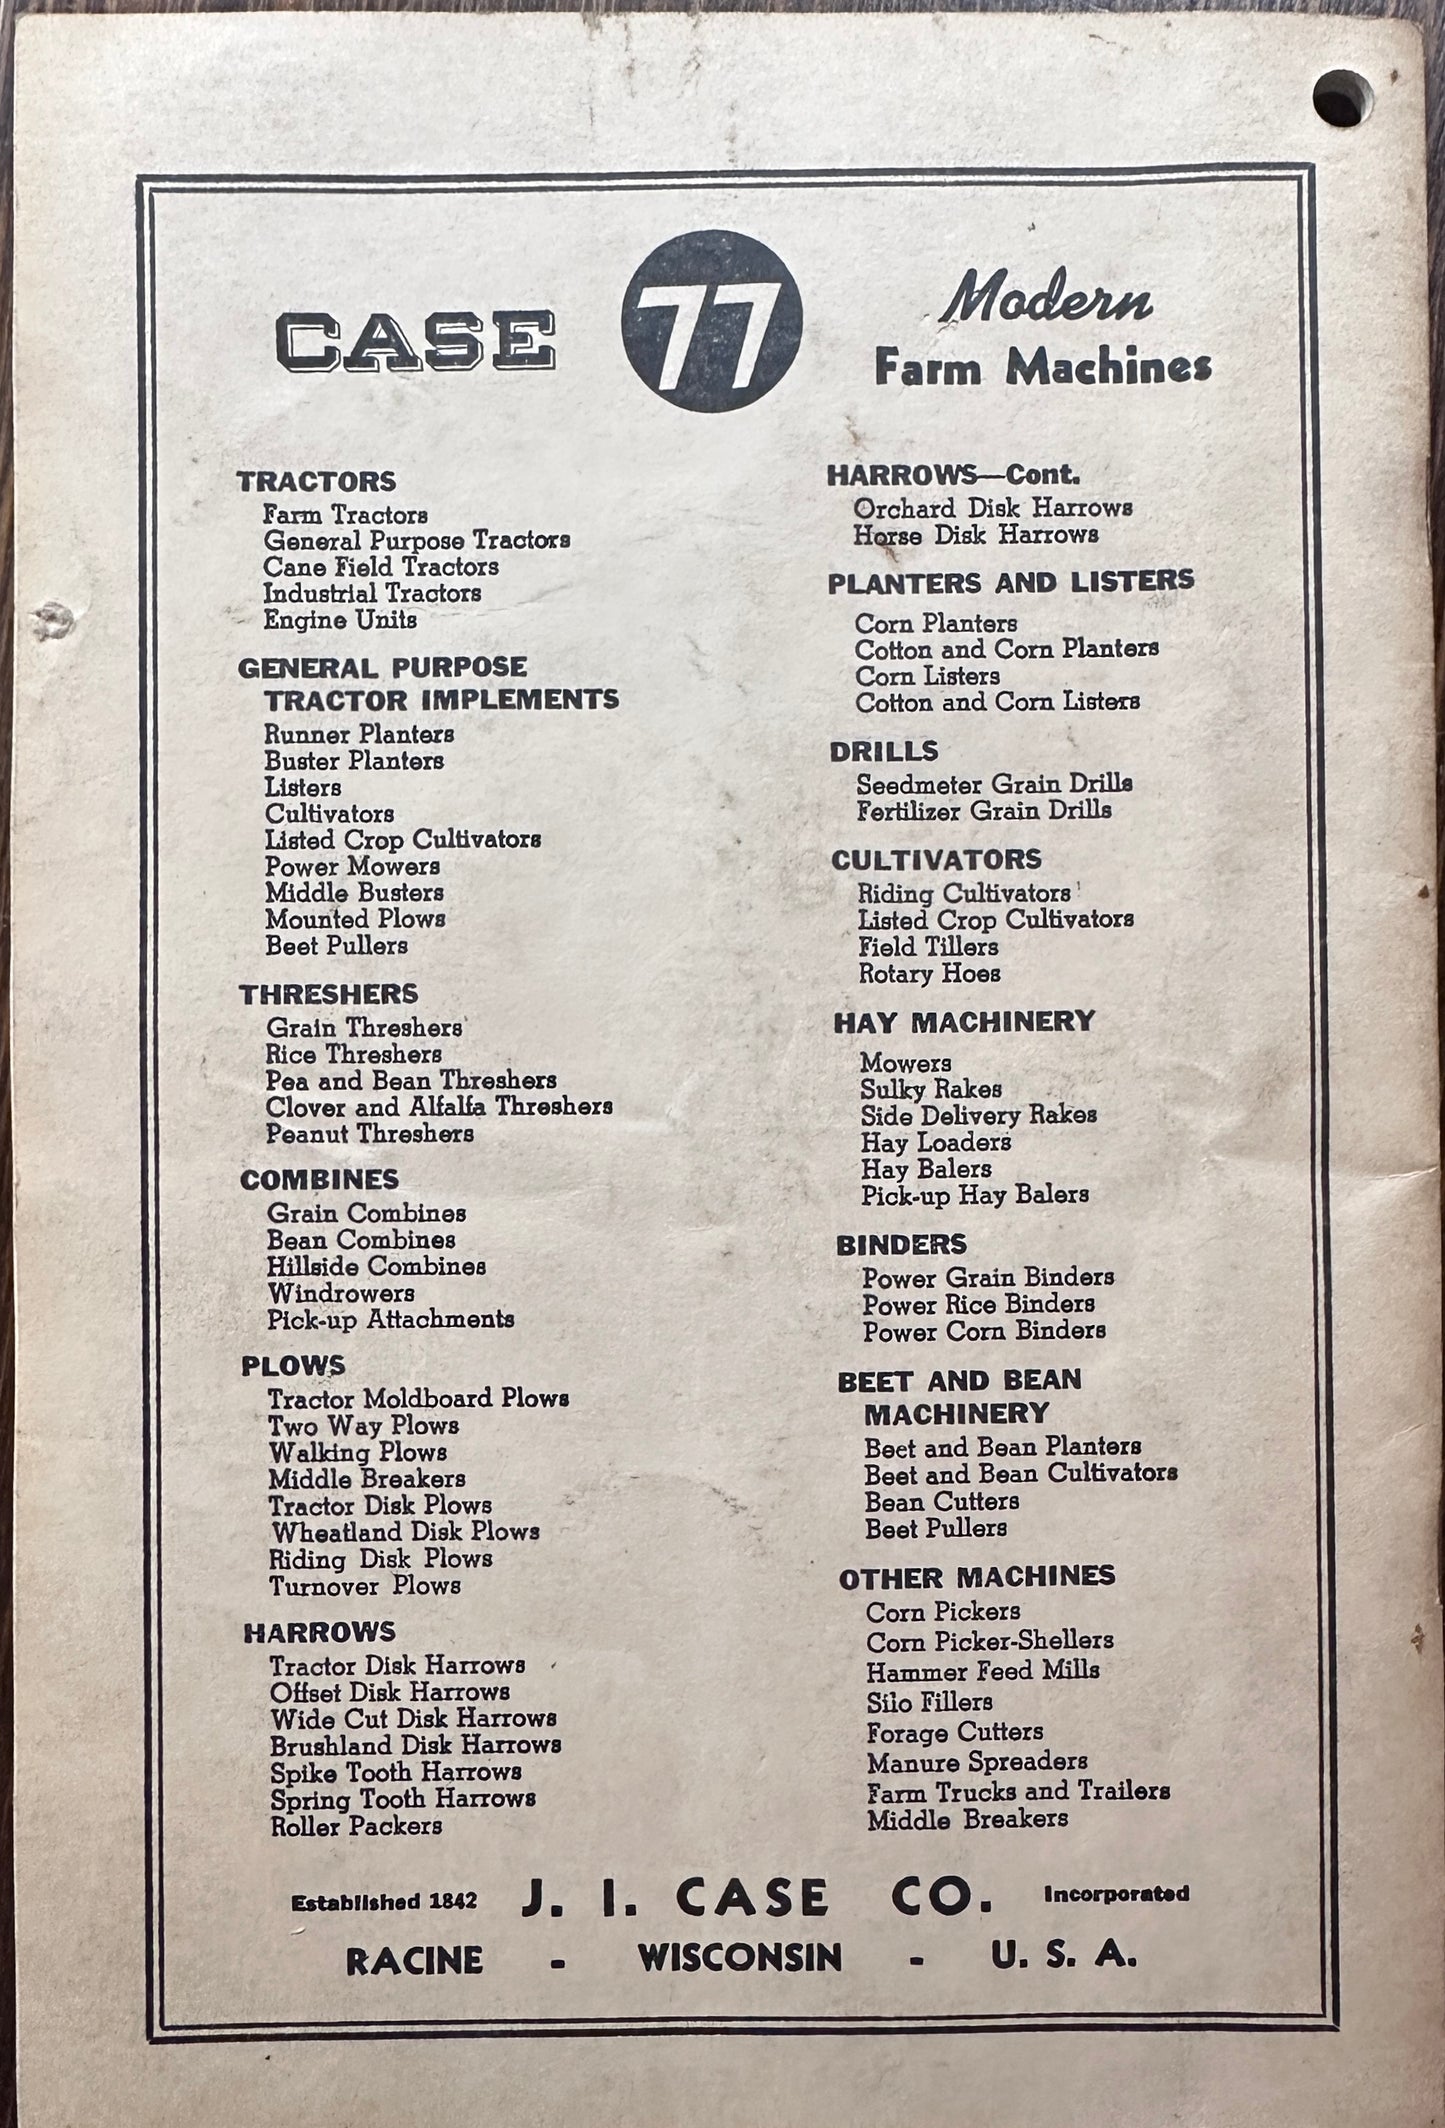 CASE 77 Modern
Farm Machines
TRACTORS
Farm Tractors
General Purpose Tractors
Cane Field Tractors
Industrial Tractors
Engine Units
GENERAL PURPOSE
TRACTOR IMPLEMENTS
Runner Planters
Buster Planters
Listers
Cultivators
Listed Crop Cultivators
Power Mowers
Middle Busters
Mounted Plows
Beet Pullers
THRESHERS
Grain Threshers
Rice Threshers
Pea and Bean Threshers
Clover and Alfalfa Threshers
Peanut Threshers
COMBINES
Grain Combines
Bean Combines
Hillside Combines
Windrowers
Pick-up Attachments
PLOWS
Tractor Moldboard Plows
Two Way Plows
Walking Plows
Middle Breakers
Tractor Disk Plows
Wheatland Disk Plows
Riding Disk Plows
Turnover Plows
HARROWS
Tractor Disk Harrows
Offset Disk Harrows
Wide Cut Disk Harrows
Brushland Disk Harrows
Spike Tooth Harrows
Spring Tooth Harrows
Roller Packers
HARROWS—Cont.
Orchard Disk Harrows
Horse Disk Harrows
PLANTERS AND LISTERS
Corn Planters
Cotton and Corn Planters
Corn Listers
Cotton and Corn Listers
DRILLS
Seedmeter Grain Drills
Fertilizer Grain Drills
CULTIVATORS
Riding Cultivators
Listed Crop Cultivators
Field Tillers
Rotary Hoes
HAY MACHINERY
Mowers
Sulky Rakes
Side Delivery Rakes
Hay Loaders
Hay Balers
Pick-up Hay Balers
BINDERS
Power Grain Binders
Power Rice Binders
Power Corn Binders
BEET AND BEAN
MACHINERY
Beet and Bean Planters
Beet and Bean Cultivators
Bean Cutters
Beet Pullers
OTHER MACHINES
Corn Pickers
Corn Picker-Shellers
Hammer Feed Mills
Silo Fillers
Forage Cutters
Manure Spreaders
Farm Trucks and Trailers
Middle Breakers
Established 1842 J. I. CASE CO. Incorporated
RACINE - WISCONSIN - U. S. A.